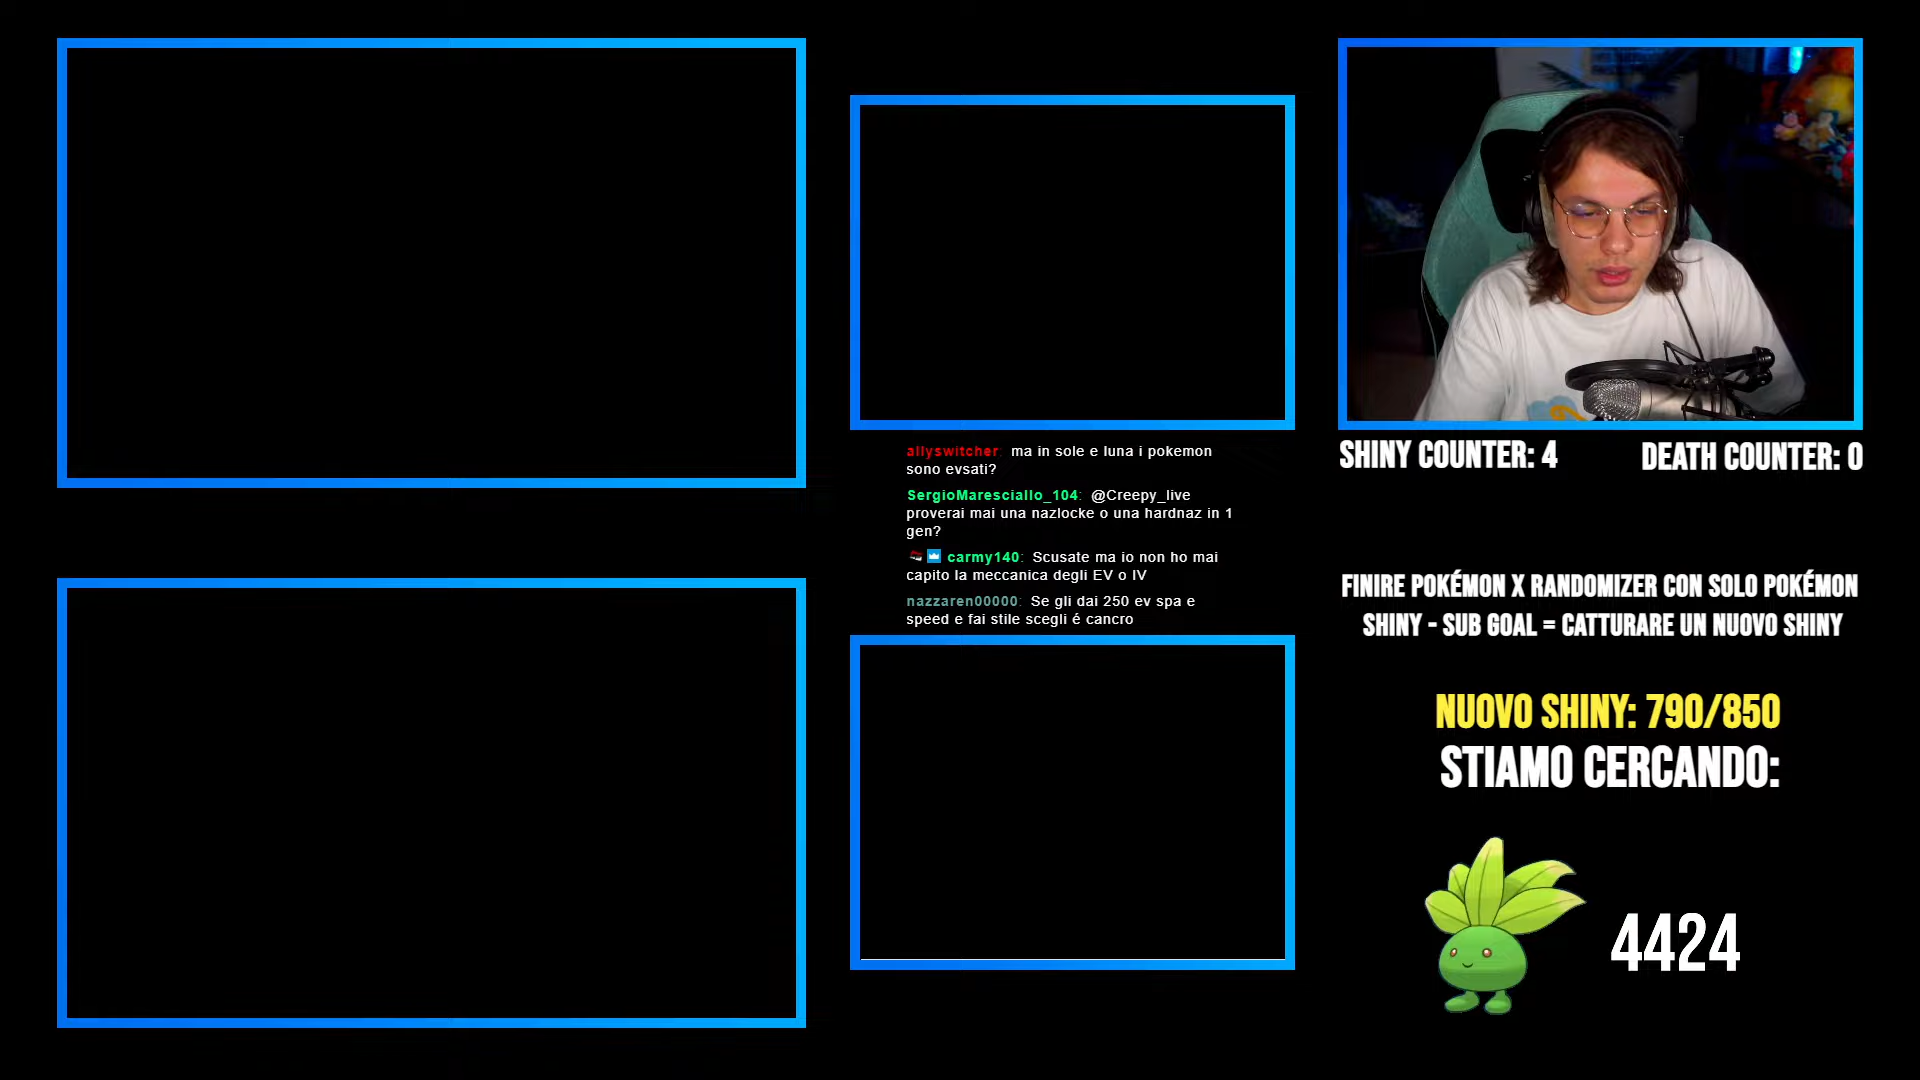 allyswitcher: ma in sole e luna i pokemon
sono evsati?
SergioMaresciallo_104: @Creepy_live
proverai mai una nazlocke o una hardnaz in 1
gen?
carmy140: Scusate ma io non ho mai
capito la meccanica degli EV o IV
nazzaren00000: Se gli dai 250 ev spa e
speed e fai stile scegli é cancro
SHINY COUNTER: 4
DEATH COUNTER: 0
FINIRE POKÉMON X RANDOMIZER CON SOLO POKÉMON
SHINY - SUB GOAL = CATTURARE UN NUOVO SHINY
NUOVO SHINY: 790/850
STIAMO CERCANDO:
4424